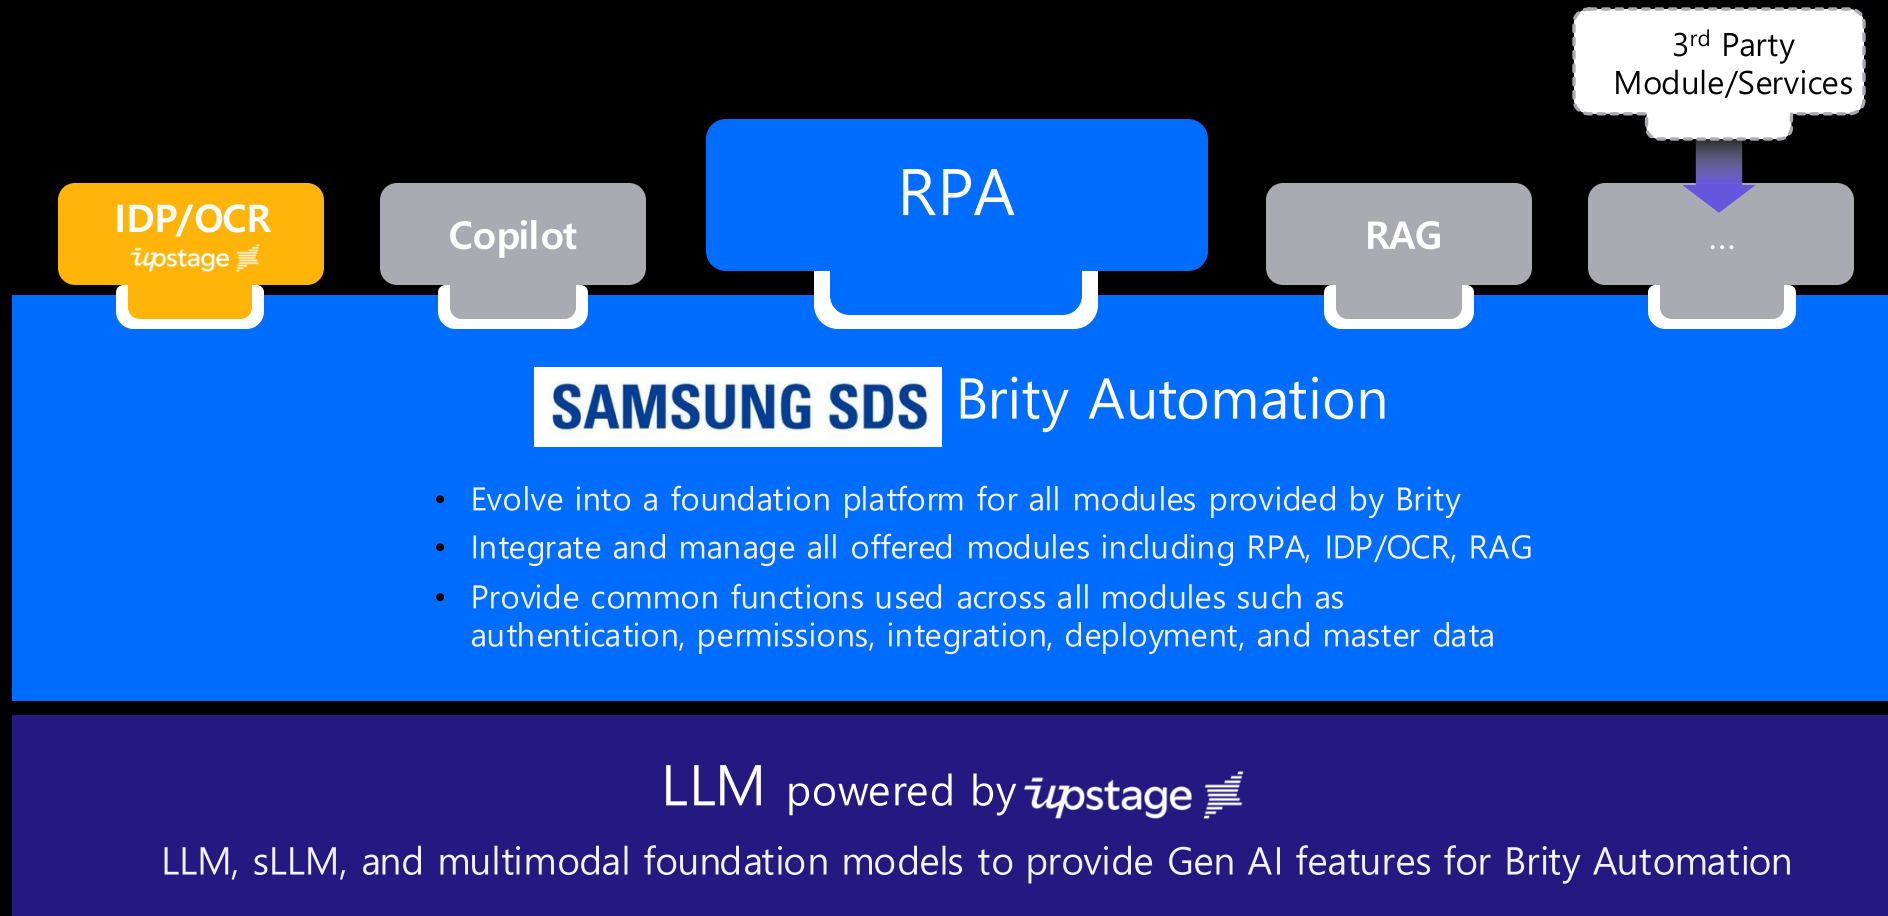 3rd Party
Module/Services
IDP/OCR
upstage
Copilot
RPA
RAG
...
SAMSUNG SDS Brity Automation
• Evolve into a foundation platform for all modules provided by Brity
• Integrate and manage all offered modules including RPA, IDP/OCR, RAG
• Provide common functions used across all modules such as
authentication, permissions, integration, deployment, and master data
LLM powered by upstage
LLM, sLLM, and multimodal foundation models to provide Gen AI features for Brity Automation